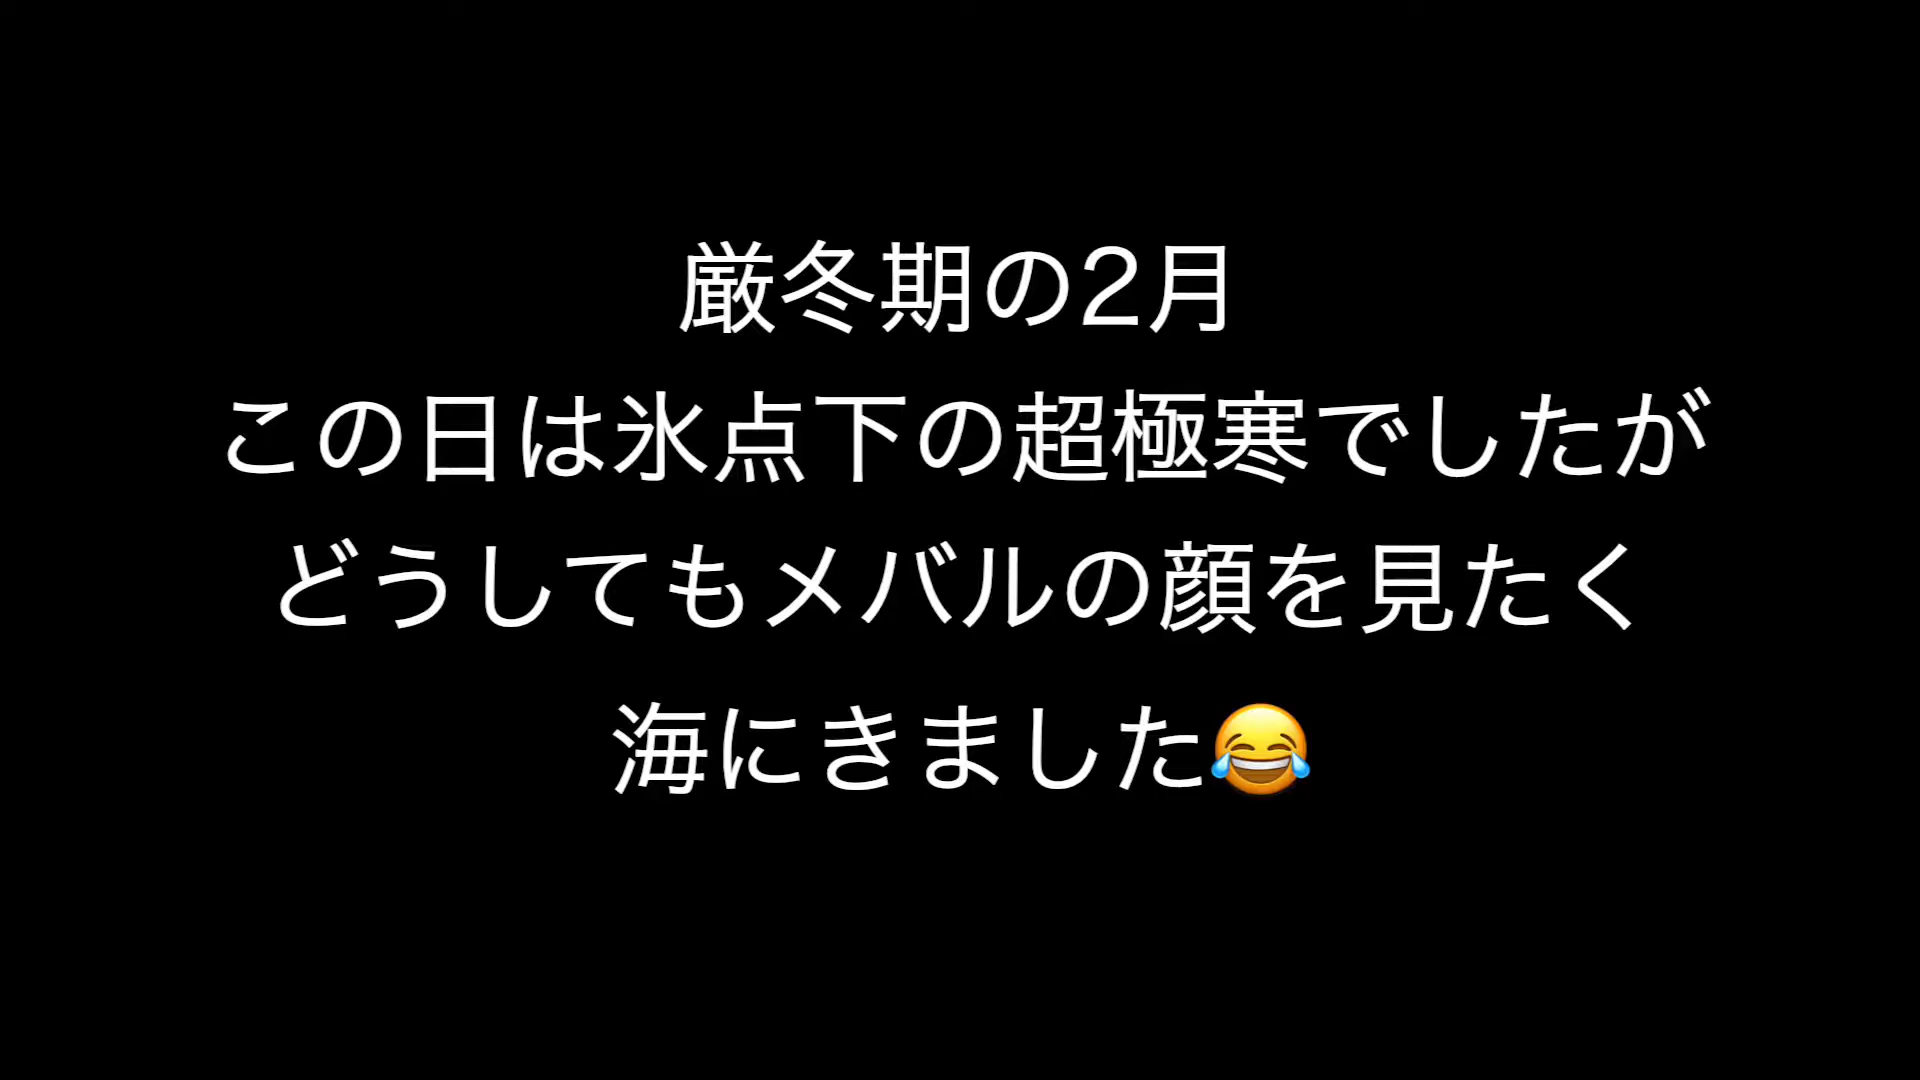 厳冬期の2月
この日は氷点下の超極寒でしたが
どうしてもメバルの顔を見たく
海にきました😂